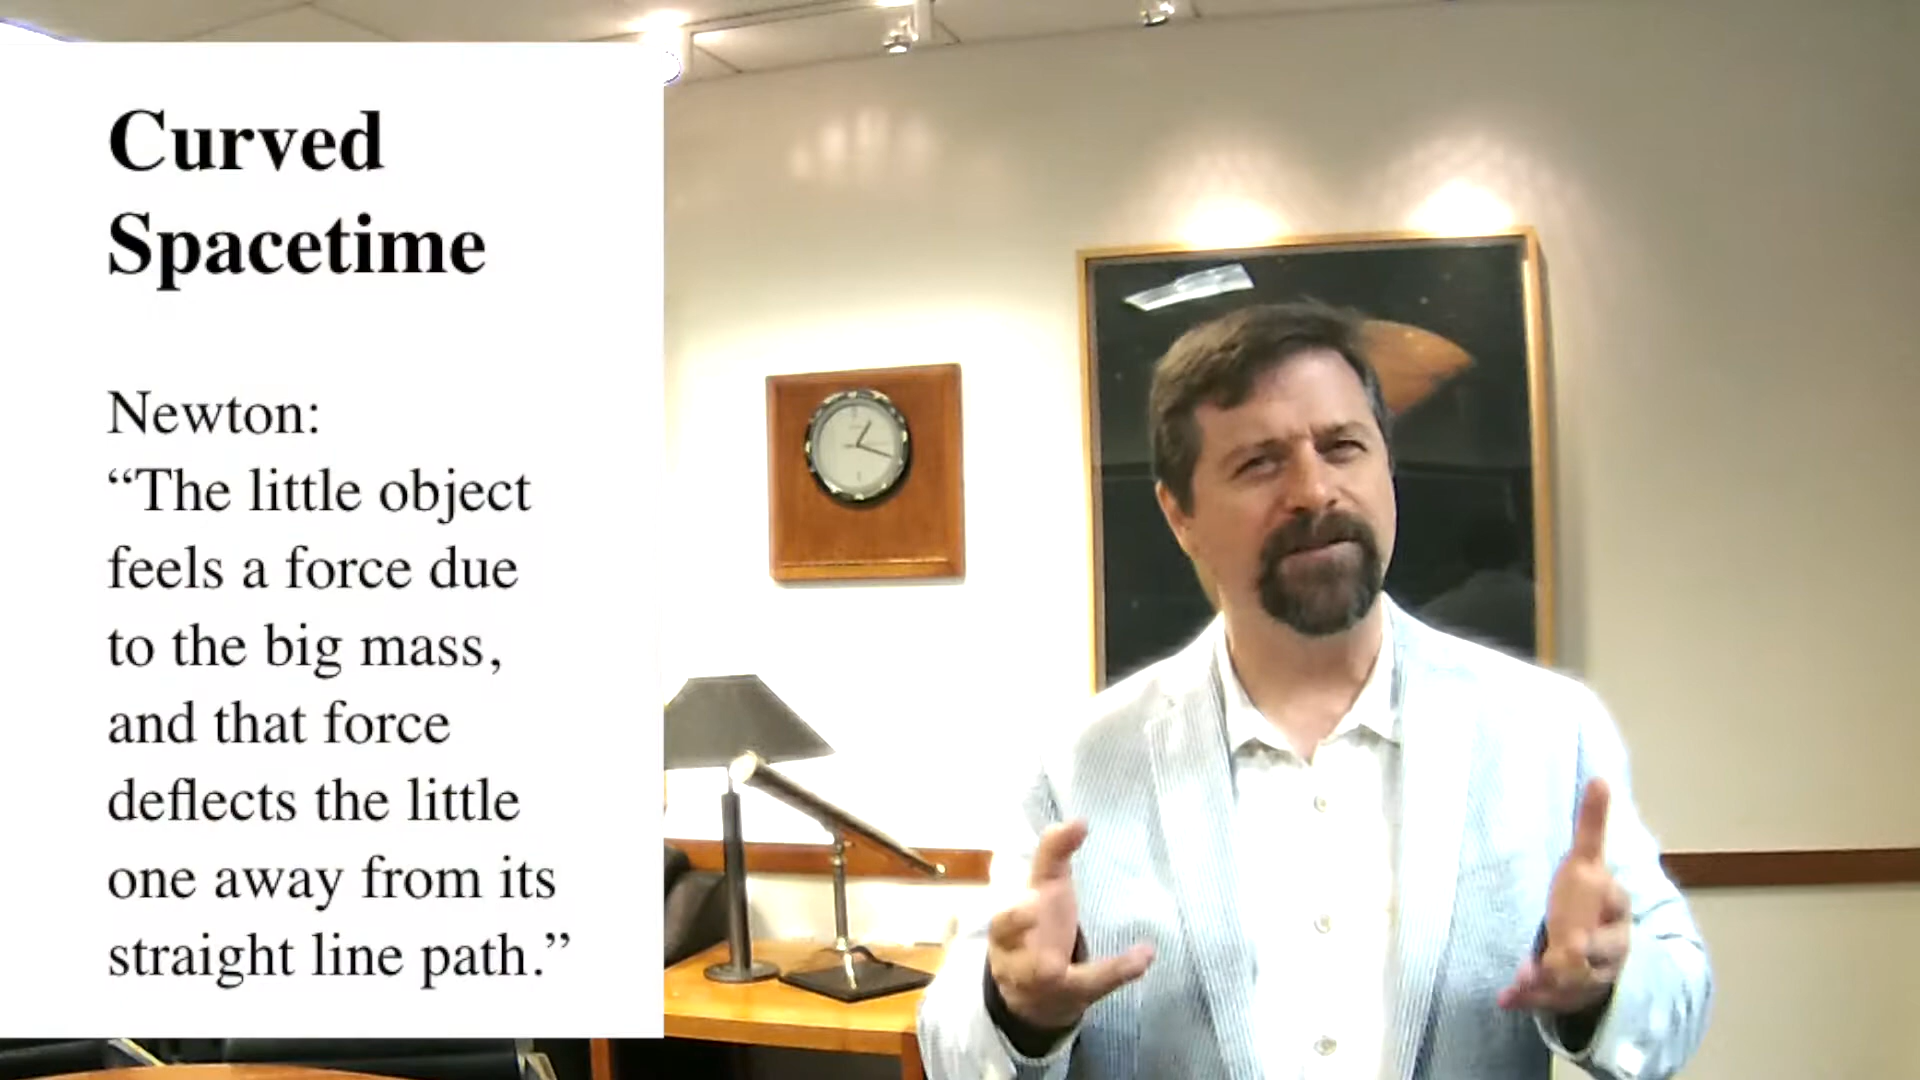 Curved
Spacetime
Newton:
“The little object
feels a force due
to the big mass,
and that force
deflects the little
one away from its
straight line path.”